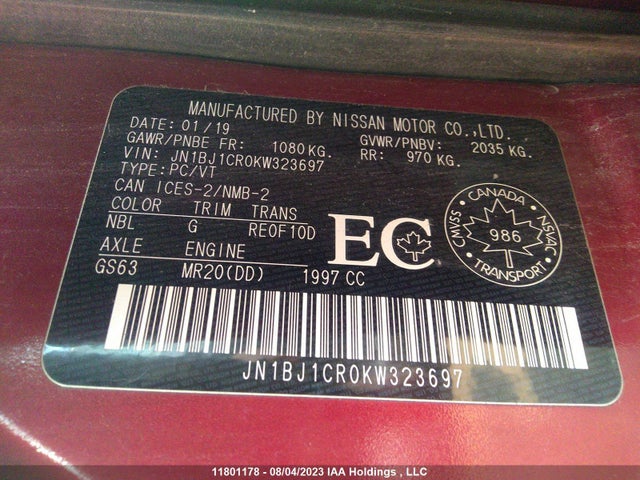 MANUFACTURED BY NISSAN MOTOR CO.,LTD.
DATE: 01/19 GVWR/PNBV: 2035 KG.
GAWR/PNBE FR: 1080 KG. RR: 970 KG.
VIN: JN1BJ1CR0KW323697
TYPE: PC/VT
CAN ICES-2/NMB-2
COLOR TRIM TRANS
NBL G RE0F10D
AXLE ENGINE
GS63 MR20(DD) 1997 CC
EC
CANADA
CMVSS 986 NSVAC
TRANSPORT
JN1BJ1CR0KW323697
11801178 - 08/04/2023 IAA Holdings , LLC